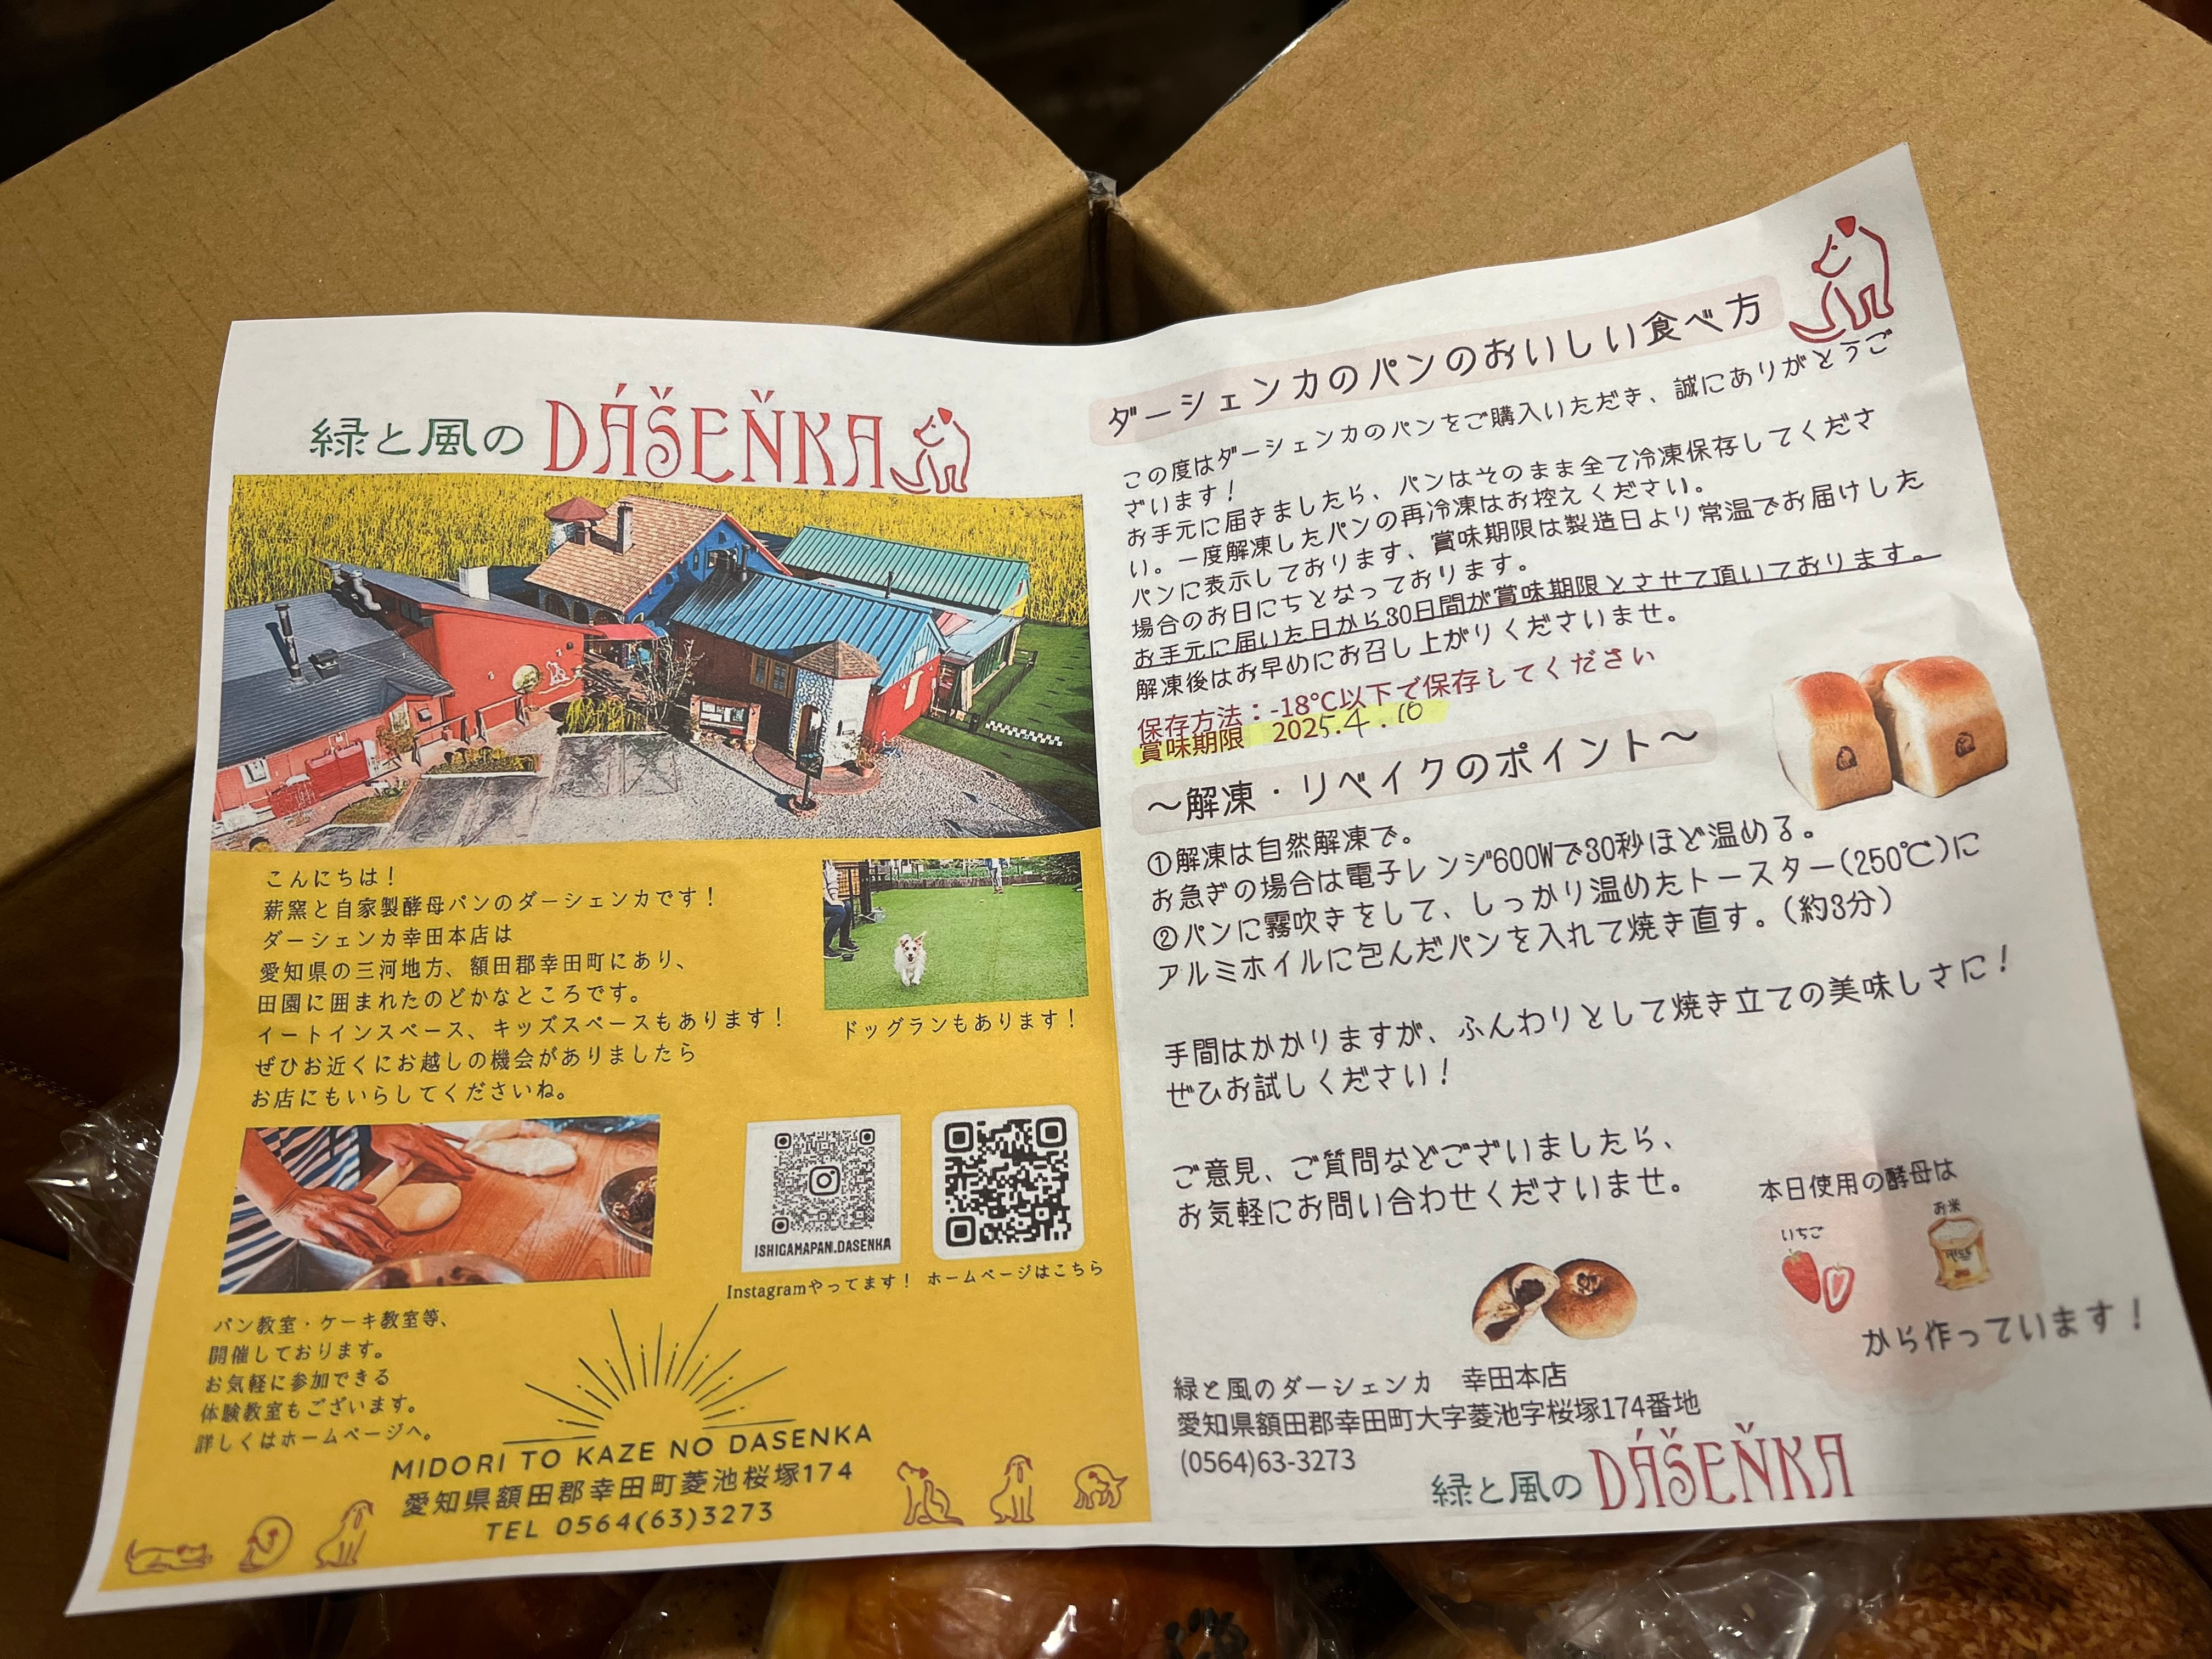 緑と風の DÁŠEŇKA
こんにちは！
薪窯と自家製酵母パンのダーシェンカです！
ダーシェンカ幸田本店は
愛知県の三河地方、額田郡幸田町にあり、
田園に囲まれたのどかなところです。
イートインスペース、キッズスペースもあります！
ぜひお近くにお越しの機会がありましたら
お店にもいらしてくださいね。
ドッグランもあります！
ISHIGAMAPAN.DASENKA
Instagramやってます！ ホームページはこちら
パン教室・ケーキ教室等、
開催しております。
お気軽に参加できる
体験教室もございます。
詳しくはホームページへ。
MIDORI TO KAZE NO DASENKA
愛知県額田郡幸田町菱池桜塚174
TEL 0564(63)3273
ダーシェンカのパンのおいしい食べ方
この度はダーシェンカのパンをご購入いただき、誠にありがとうご
ざいます！
お手元に届きましたら、パンはそのまま全て冷凍保存してくださ
い。一度解凍したパンの再冷凍はお控えください。
パンに表示しております、賞味期限は製造日より常温でお届けした
場合のお日にちとなっております。
お手元に届いた日から30日間が賞味期限とさせて頂いております。
解凍後はお早めにお召し上がりくださいませ。
保存方法：-18℃以下で保存してください
賞味期限 2025.4.16
～解凍・リベイクのポイント～
①解凍は自然解凍で。
お急ぎの場合は電子レンジ600Wで30秒ほど温める。
②パンに霧吹きをして、しっかり温めたトースター(250℃)に
アルミホイルに包んだパンを入れて焼き直す。(約3分)
手間はかかりますが、ふんわりとして焼き立ての美味しさに！
ぜひお試しください！
ご意見、ご質問などございましたら、
お気軽にお問い合わせくださいませ。
本日使用の酵母は
いちご
お米
RICE
から作っています！
緑と風のダーシェンカ 幸田本店
愛知県額田郡幸田町大字菱池字桜塚174番地
(0564)63-3273
緑と風の DÁŠEŇKA